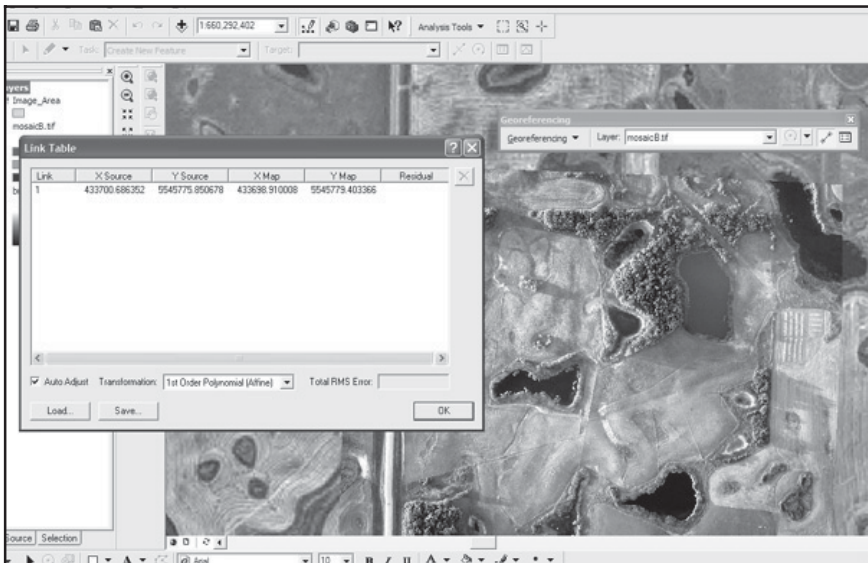 1:660,292,402
Analysis Tools
Task: Create New Feature
Target:
Image_Area
mosaicB.tif
Georeferencing
Georeferencing
Layer: mosaicB.tif
Link Table
Link X Source Y Source X Map Y Map Residual
1 433700.686352 5545775.850678 433698.910008 5545779.403366
Auto Adjust
Transformation: 1st Order Polynomial (Affine)
Total RMS Error:
Load...
Save...
OK
Source
Selection
Arial
10
B I U A